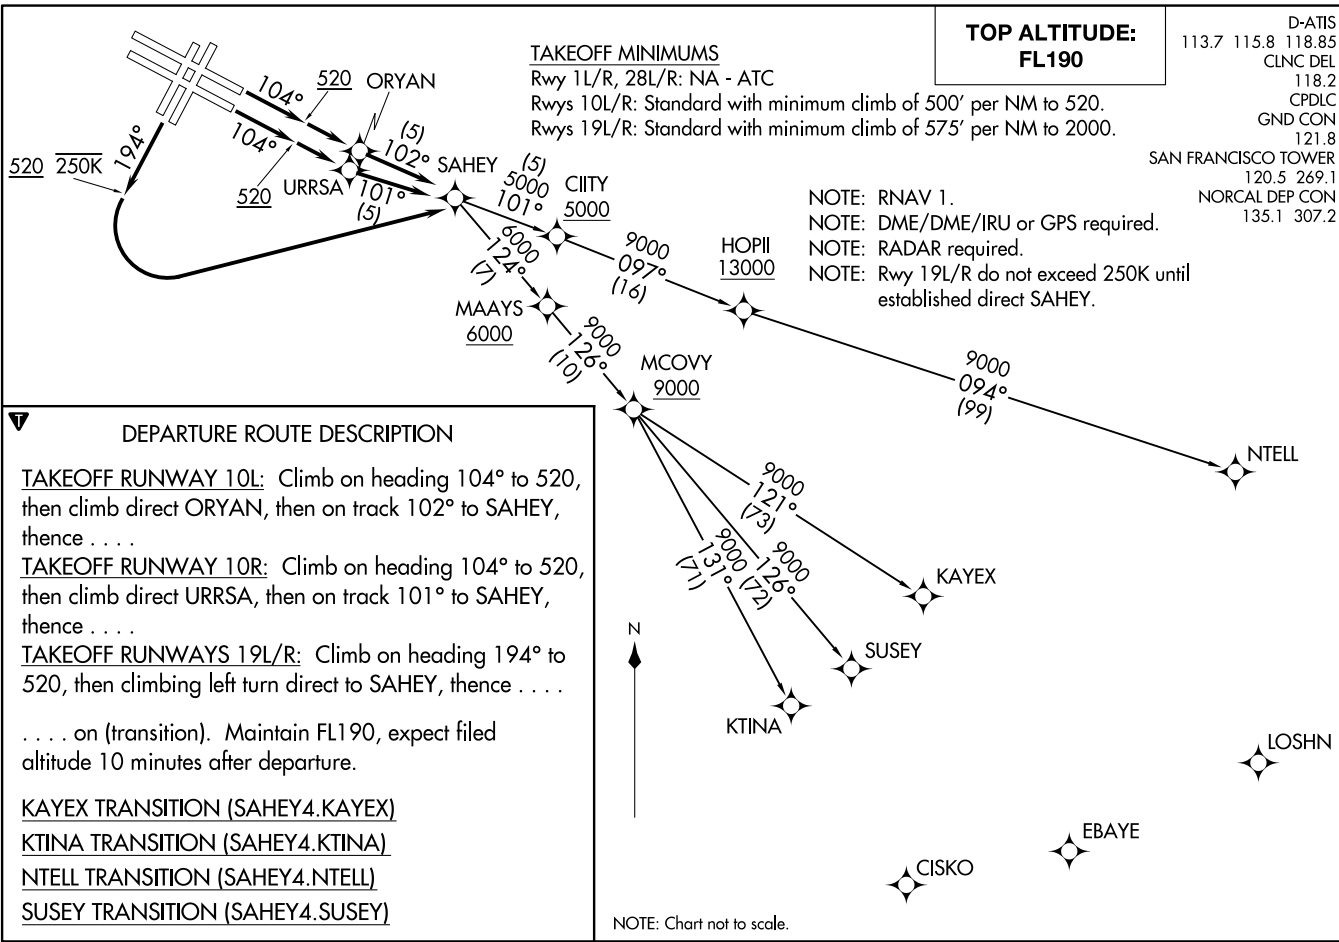 TOP ALTITUDE:
FL190
D-ATIS
113.7 115.8 118.85
CLNC DEL
118.2
CPDLC
GND CON
121.8
SAN FRANCISCO TOWER
120.5 269.1
NORCAL DEP CON
135.1 307.2
TAKEOFF MINIMUMS
Rwy 1L/R, 28L/R: NA - ATC
Rwys 10L/R: Standard with minimum climb of 500' per NM to 520.
Rwys 19L/R: Standard with minimum climb of 575' per NM to 2000.
NOTE: RNAV 1.
NOTE: DME/DME/IRU or GPS required.
NOTE: RADAR required.
NOTE: Rwy 19L/R do not exceed 250K until
established direct SAHEY.
104°
520
ORYAN
(5)
102°
104°
520
URRSA
101°
(5)
194°
520 250K
SAHEY
(5)
5000
101°
CIITY
5000
9000
097°
(16)
HOPII
13000
9000
094°
(99)
NTELL
6000
124°
(7)
MAAYS
6000
9000
126°
(10)
MCOVY
9000
9000
121°
(73)
KAYEX
9000
126°
(72)
SUSEY
9000
131°
(71)
KTINA
N
LOSHN
EBAYE
CISKO
NOTE: Chart not to scale.
T
DEPARTURE ROUTE DESCRIPTION
TAKEOFF RUNWAY 10L: Climb on heading 104° to 520,
then climb direct ORYAN, then on track 102° to SAHEY,
thence . . . .
TAKEOFF RUNWAY 10R: Climb on heading 104° to 520,
then climb direct URRSA, then on track 101° to SAHEY,
thence . . . .
TAKEOFF RUNWAYS 19L/R: Climb on heading 194° to
520, then climbing left turn direct to SAHEY, thence . . . .
. . . . on (transition). Maintain FL190, expect filed
altitude 10 minutes after departure.
KAYEX TRANSITION (SAHEY4.KAYEX)
KTINA TRANSITION (SAHEY4.KTINA)
NTELL TRANSITION (SAHEY4.NTELL)
SUSEY TRANSITION (SAHEY4.SUSEY)